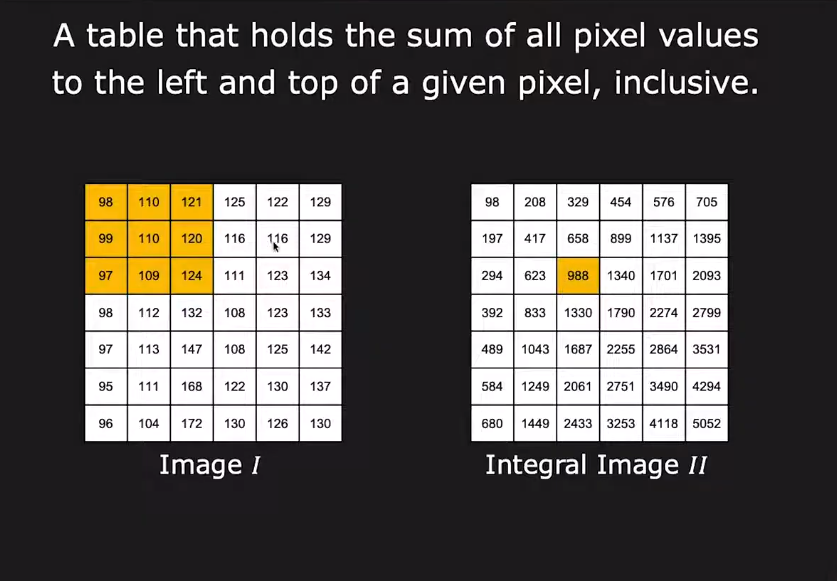 A table that holds the sum of all pixel values
to the left and top of a given pixel, inclusive.
98 110 121 125 122 129
99 110 120 116 116 129
97 109 124 111 123 134
98 112 132 108 123 133
97 113 147 108 125 142
95 111 168 122 130 137
96 104 172 130 126 130
Image I
98 208 329 454 576 705
197 417 658 899 1137 1395
294 623 988 1340 1701 2093
392 833 1330 1790 2274 2799
489 1043 1687 2255 2864 3531
584 1249 2061 2751 3490 4294
680 1449 2433 3253 4118 5052
Integral Image II